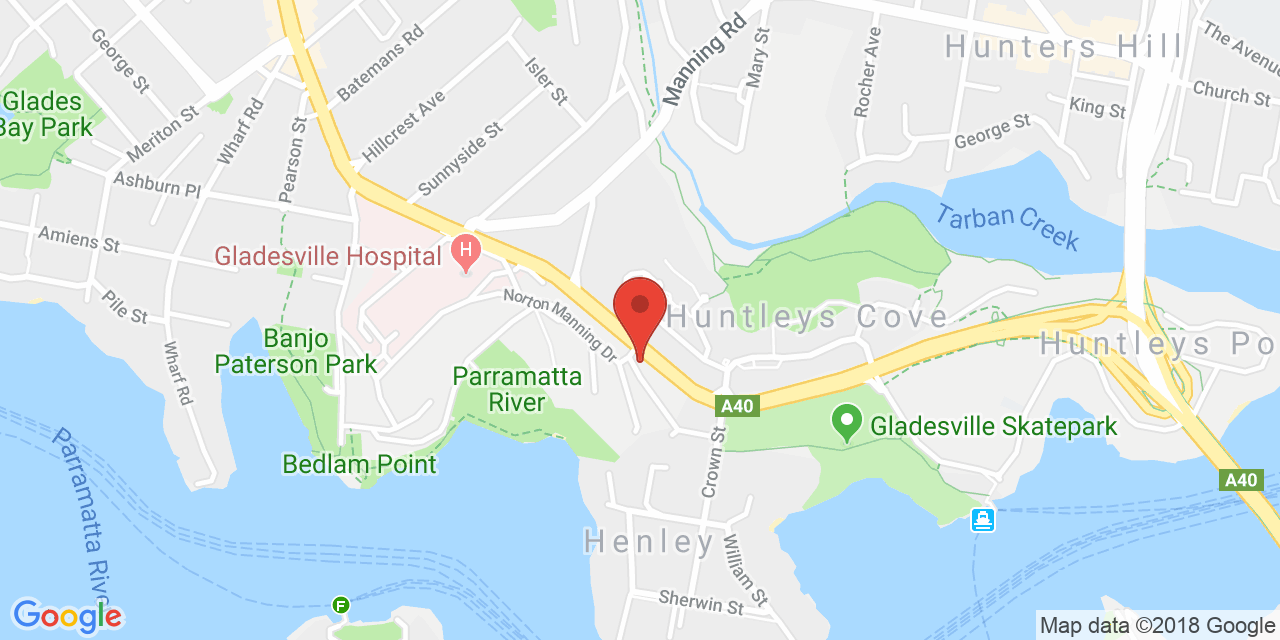 George St
Batemans Rd
Manning Rd
Mary St
Rocher Ave
Hunters Hill
The Avenue
Isler St
Glades
Bay Park
Meriton St
Wharf Rd
Pearson St
Hillcrest Ave
Sunnyside St
King St
Church St
George St
Ashburn Pl
Amiens St
Gladesville Hospital
H
Tarban Creek
Pile St
Norton Manning Dr
Huntleys Cove
Huntleys Po
Banjo
Paterson Park
Wharf Rd
Parramatta
River
A40
Gladesville Skatepark
Bedlam Point
Crown St
A40
Parramatta Rive
Henley
William St
Sherwin St
F
Google
Map data ©2018 Google